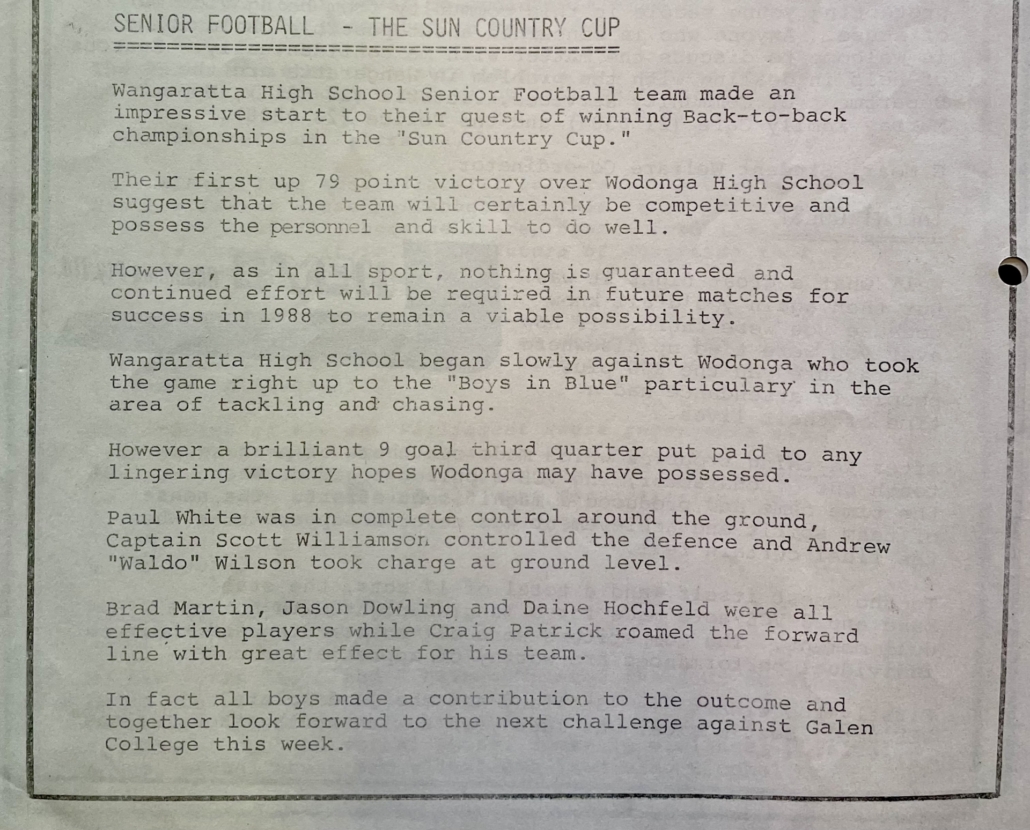 SENIOR FOOTBALL - THE SUN COUNTRY CUP
Wangaratta High School Senior Football team made an
impressive start to their quest of winning Back-to-back
championships in the "Sun Country Cup."
Their first up 79 point victory over Wodonga High School
suggest that the team will certainly be competitive and
possess the personnel and skill to do well.
However, as in all sport, nothing is guaranteed and
continued effort will be required in future matches for
success in 1988 to remain a viable possibility.
Wangaratta High School began slowly against Wodonga who took
the game right up to the "Boys in Blue" particulary in the
area of tackling and chasing.
However a brilliant 9 goal third quarter put paid to any
lingering victory hopes Wodonga may have possessed.
Paul White was in complete control around the ground,
Captain Scott Williamson controlled the defence and Andrew
"Waldo" Wilson took charge at ground level.
Brad Martin, Jason Dowling and Daine Hochfeld were all
effective players while Craig Patrick roamed the forward
line with great effect for his team.
In fact all boys made a contribution to the outcome and
together look forward to the next challenge against Galen
College this week.